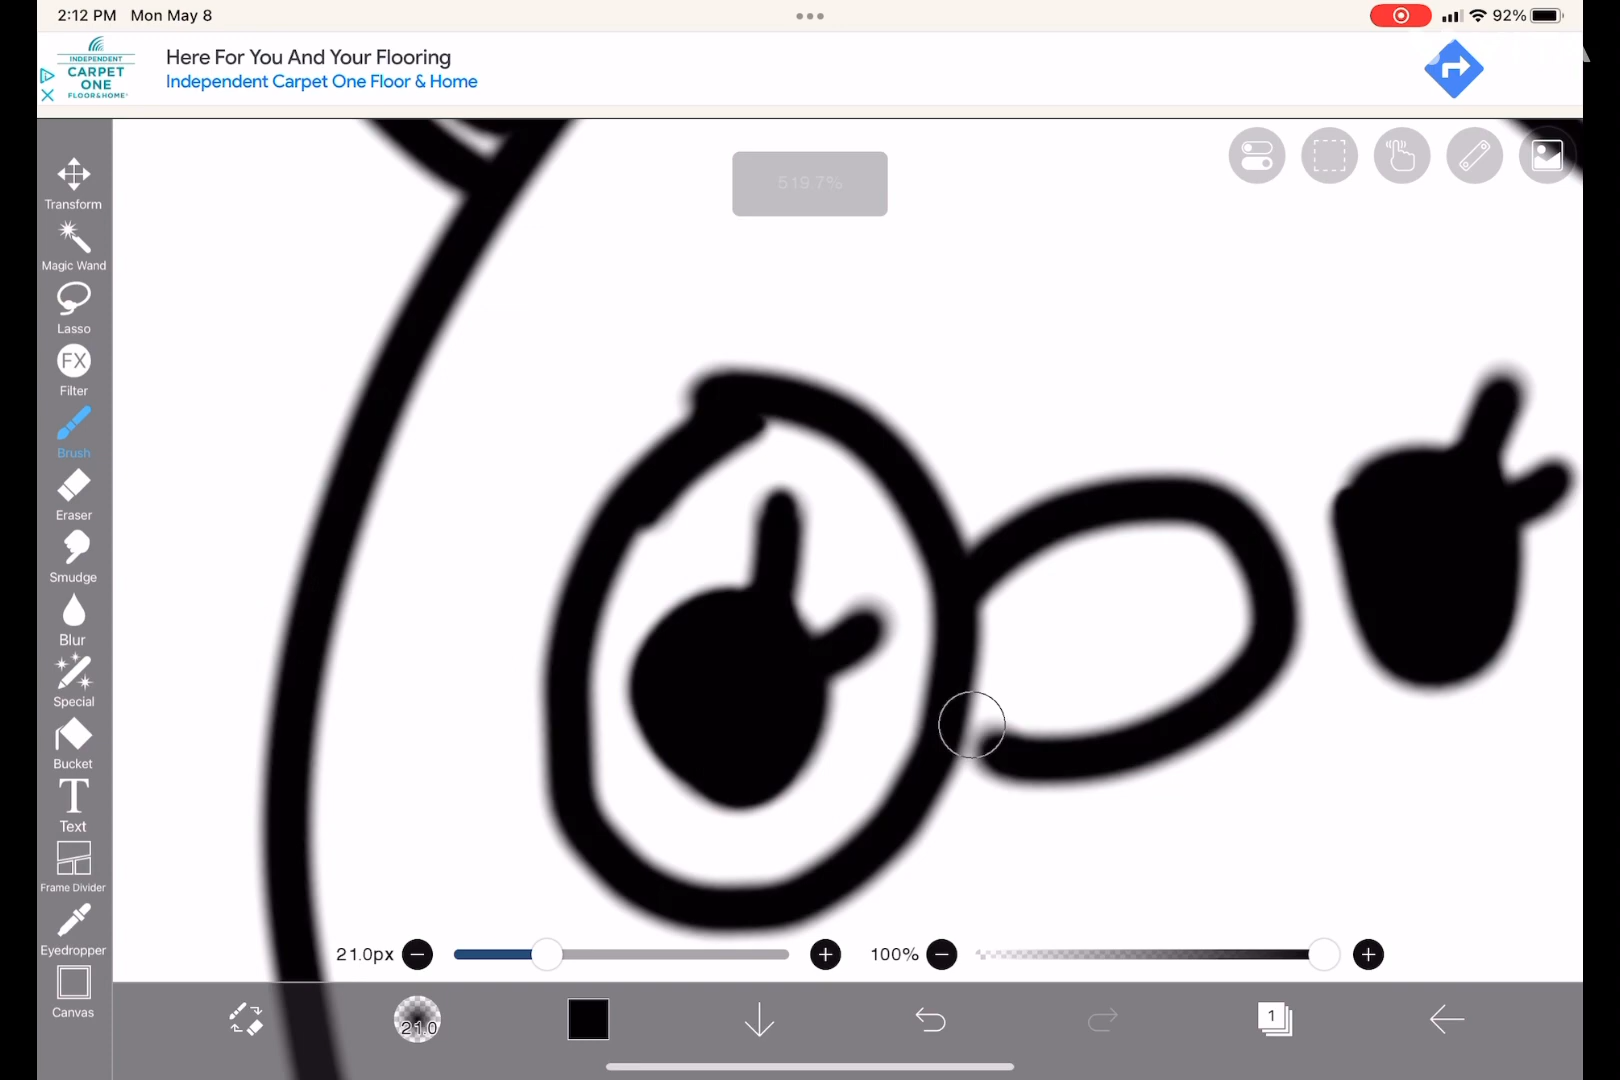 2:12 PM Mon May 8
92%
INDEPENDENT
CARPET
ONE
FLOOR & HOME
Here For You And Your Flooring
Independent Carpet One Floor & Home
519.7%
Transform
Magic Wand
Lasso
FX
Filter
Brush
Eraser
Smudge
Blur
Special
Bucket
T
Text
Frame Divider
Eyedropper
Canvas
21.0px
100%
21.0
1